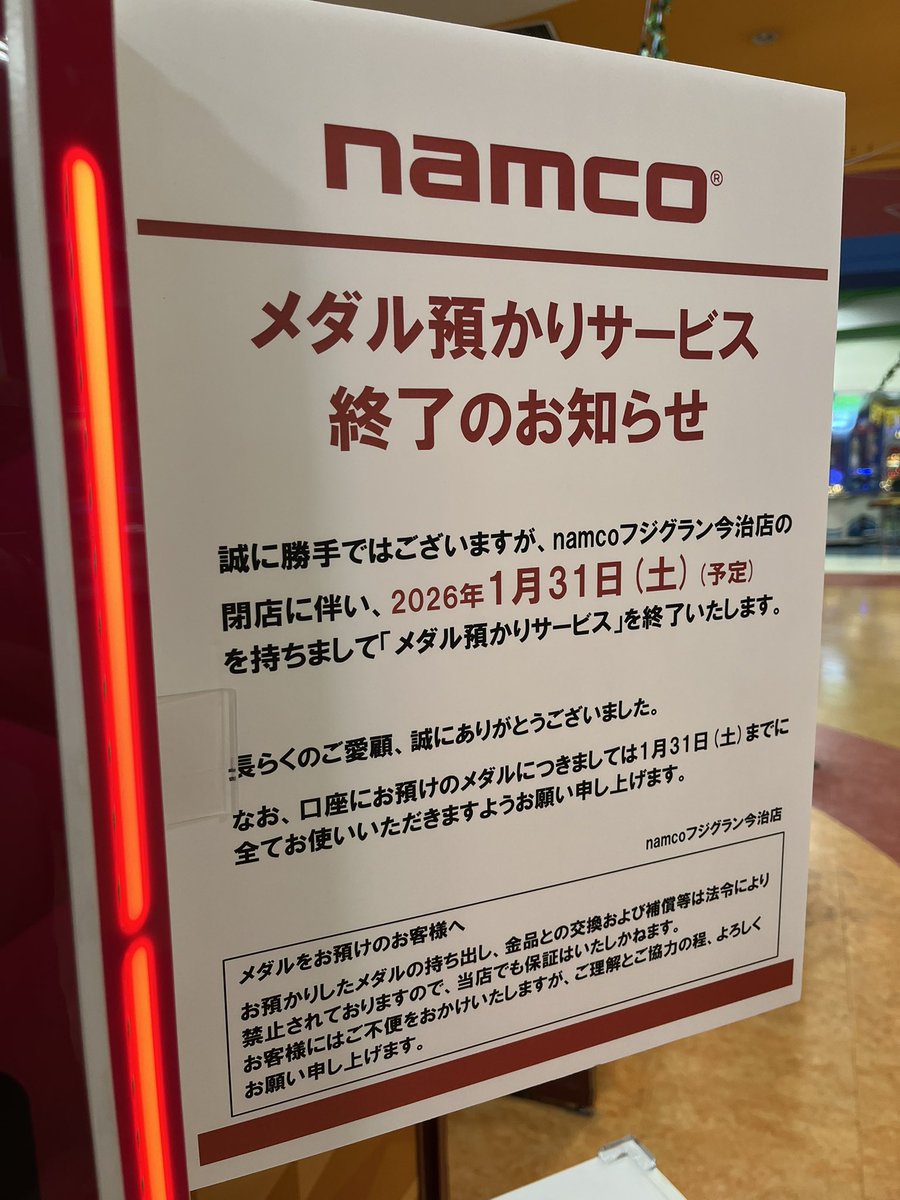 namco®
メダル預かりサービス
終了のお知らせ
誠に勝手ではございますが、namcoフジグラン今治店の
閉店に伴い、2026年1月31日(土)(予定)
を持ちまして「メダル預かりサービス」を終了いたします。
長らくのご愛顧、誠にありがとうございました。
なお、口座にお預けのメダルにつきましては1月31日(土)までに
全てお使いいただきますようお願い申し上げます。
namcoフジグラン今治店
メダルをお預けのお客様へ
お預かりしたメダルの持ち出し、金品との交換および補償等は法令により
禁止されておりますので、当店でも保証はいたしかねます。
お客様にはご不便をおかけいたしますが、ご理解とご協力の程、よろしく
お願い申し上げます。